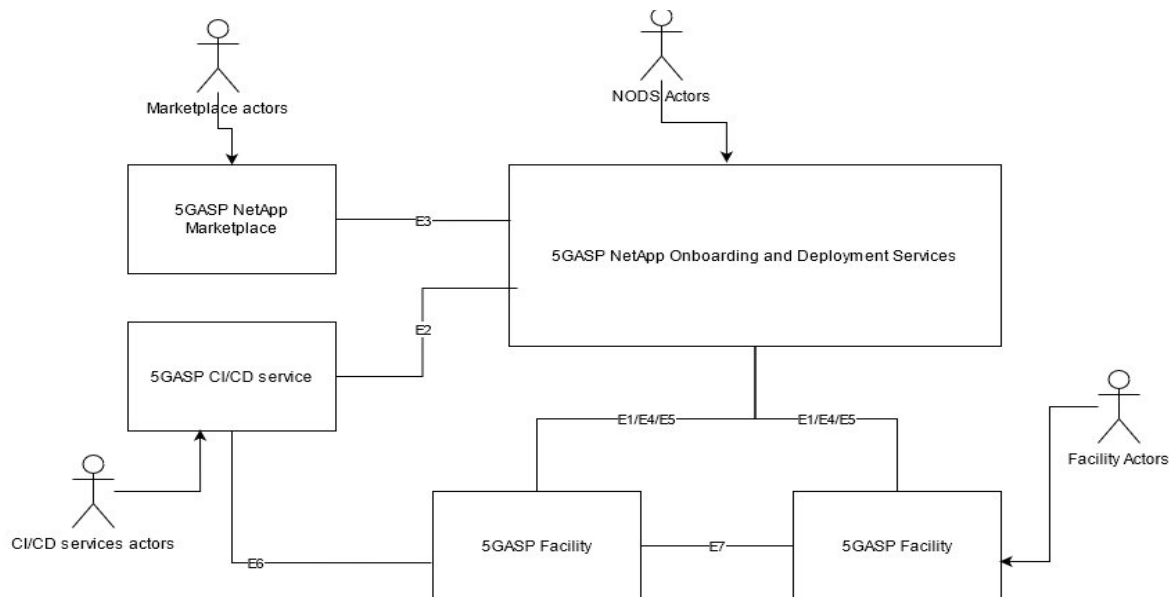 Marketplace actors
NODS Actors
5GASP NetApp
Marketplace
E3
5GASP NetApp Onboarding and Deployment Services
E2
5GASP CI/CD service
E1/E4/E5
E1/E4/E5
Facility Actors
CI/CD services actors
5GASP Facility
E7
5GASP Facility
E6